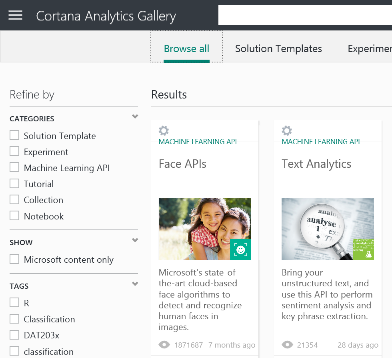 Cortana Analytics Gallery
Browse all
Solution Templates
Experimen
Refine by
CATEGORIES
Solution Template
Experiment
Machine Learning API
Tutorial
Collection
Notebook
SHOW
Microsoft content only
TAGS
R
Classification
DAT203x
classification
Results
MACHINE LEARNING API
Face APIs
Microsoft's state-of-
the-art cloud-based
face algorithms to
detect and recognize
human faces in
images.
1871687 7 months ago
MACHINE LEARNING API
Text Analytics
analysis
Bring your
unstructured text, and
use this API to perform
sentiment analysis and
key phrase extraction.
21354 28 days ago